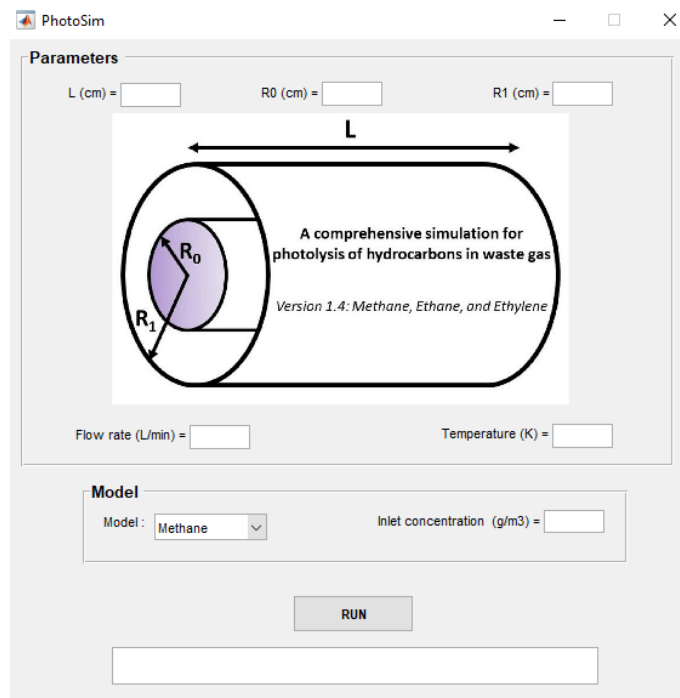 PhotoSim
Parameters
L (cm) =
R0 (cm) =
R1 (cm) =
L
R0
R1
A comprehensive simulation for
photolysis of hydrocarbons in waste gas
Version 1.4: Methane, Ethane, and Ethylene
Flow rate (L/min) =
Temperature (K) =
Model
Model :
Methane
Inlet concentration (g/m3) =
RUN